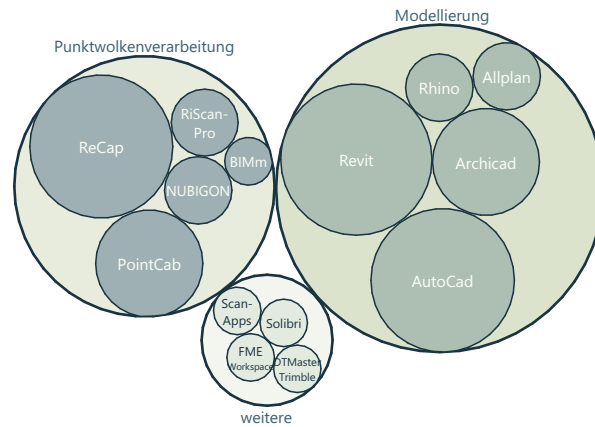 Punktwolkenverarbeitung
ReCap
RiScan-
Pro
BIMm
NUBIGON
PointCab
Modellierung
Rhino
Allplan
Revit
Archicad
AutoCad
Scan-
Apps
Solibri
FME
Workspace
DTMaster
Trimble
weitere